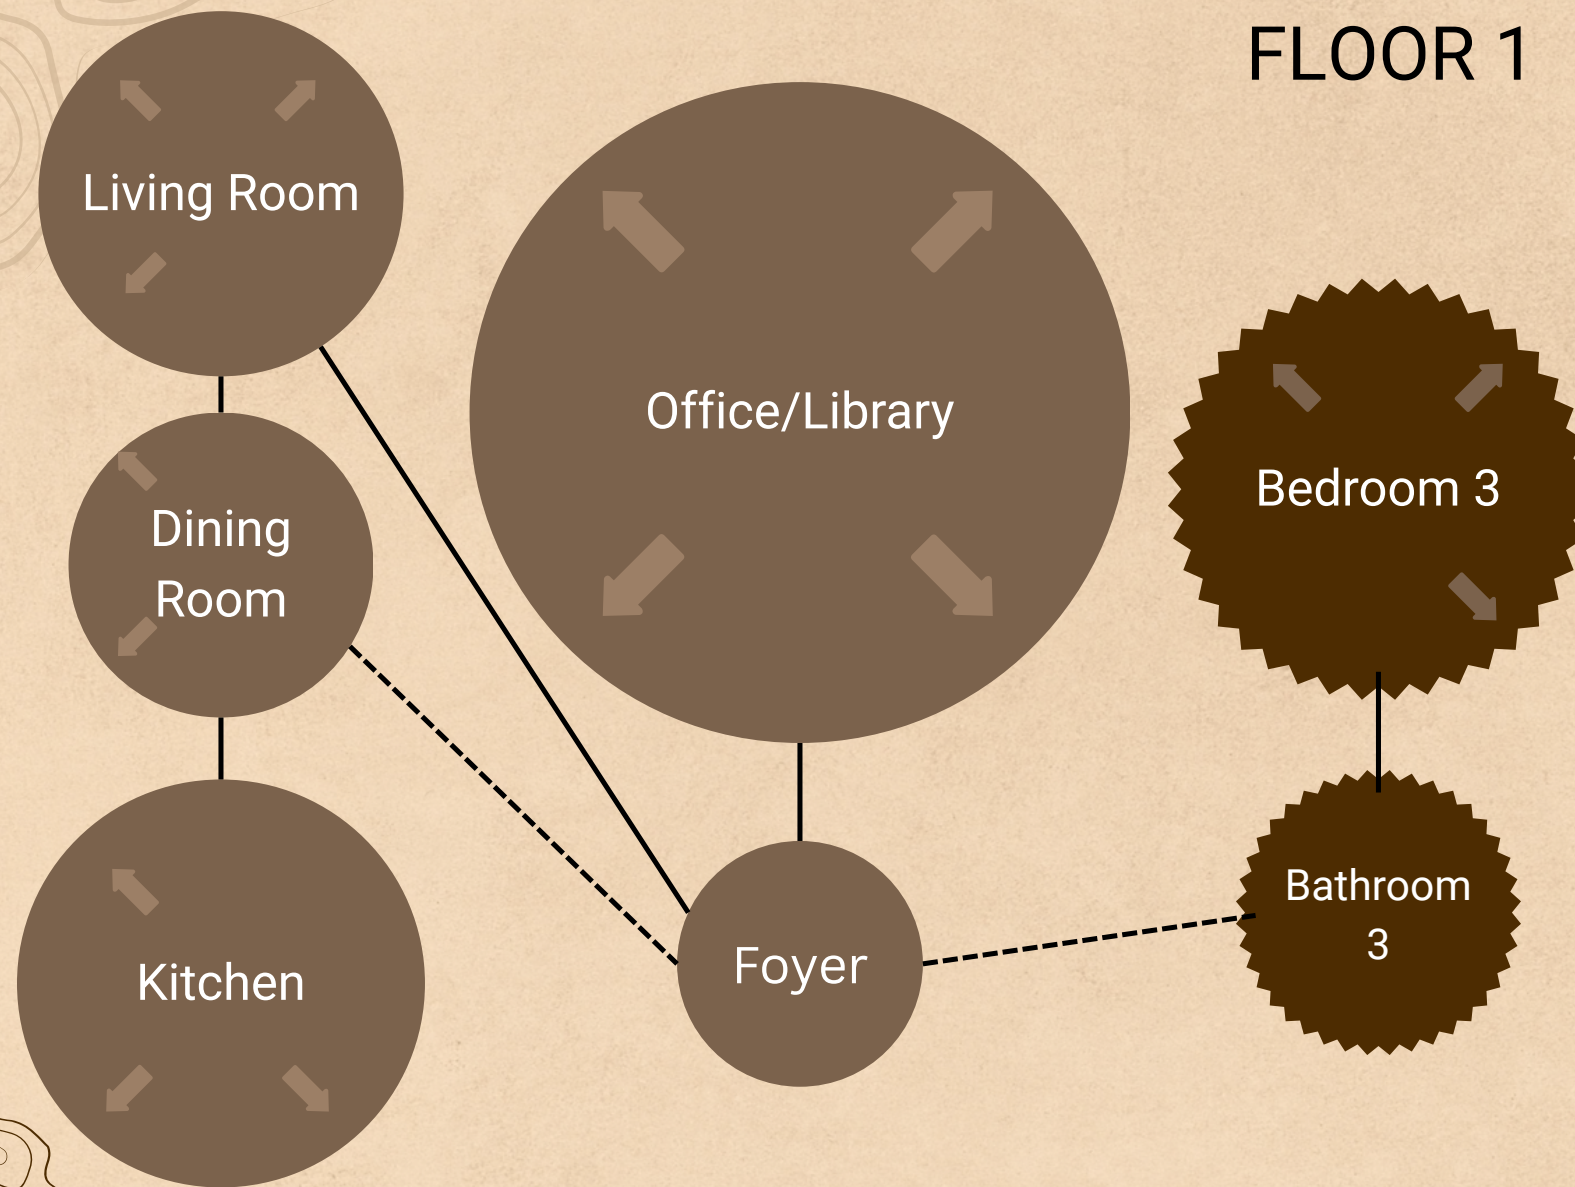 FLOOR 1
Living Room
Office/Library
Bedroom 3
Dining
Room
Bathroom
3
Kitchen
Foyer